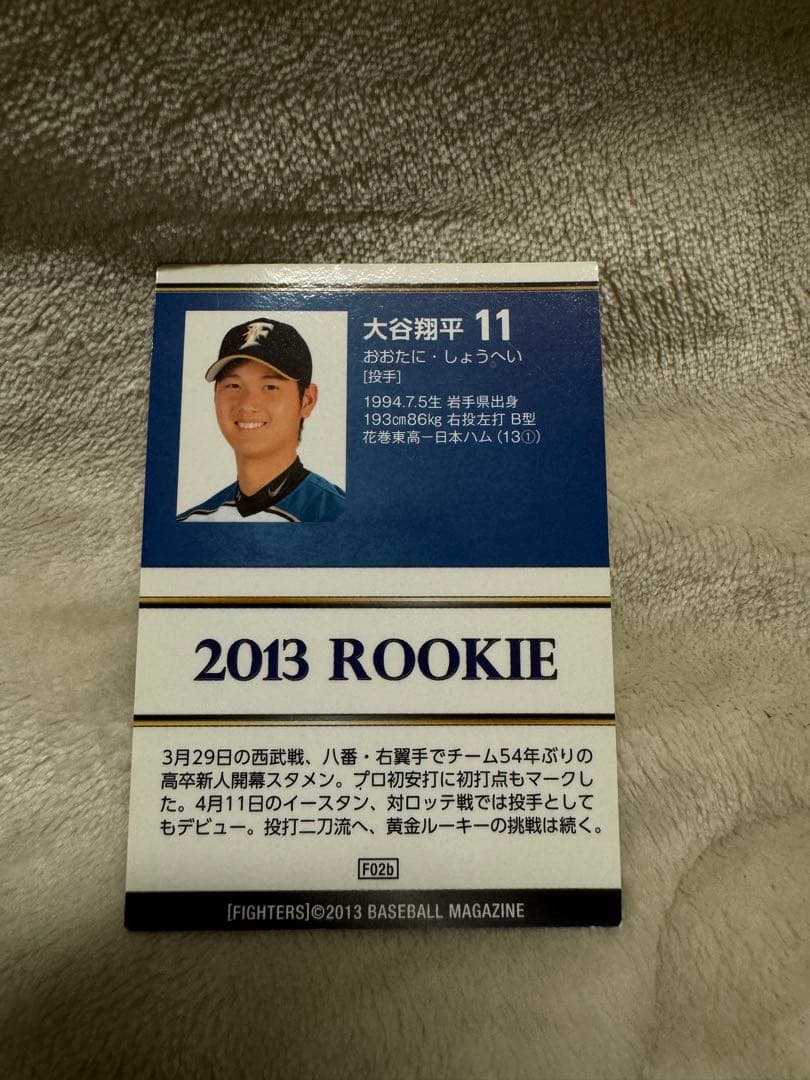 大谷翔平 11
おおたに・しょうへい
[投手]
1994.7.5生 岩手県出身
193cm86kg 右投左打 B型
花巻東高ー日本ハム(13①)
2013 ROOKIE
3月29日の西武戦、八番・右翼手でチーム54年ぶりの
高卒新人開幕スタメン。プロ初安打に初打点もマークし
た。4月11日のイースタン、対ロッテ戦では投手として
もデビュー。投打二刀流へ、黄金ルーキーの挑戦は続く。
F02b
[FIGHTERS]©2013 BASEBALL MAGAZINE